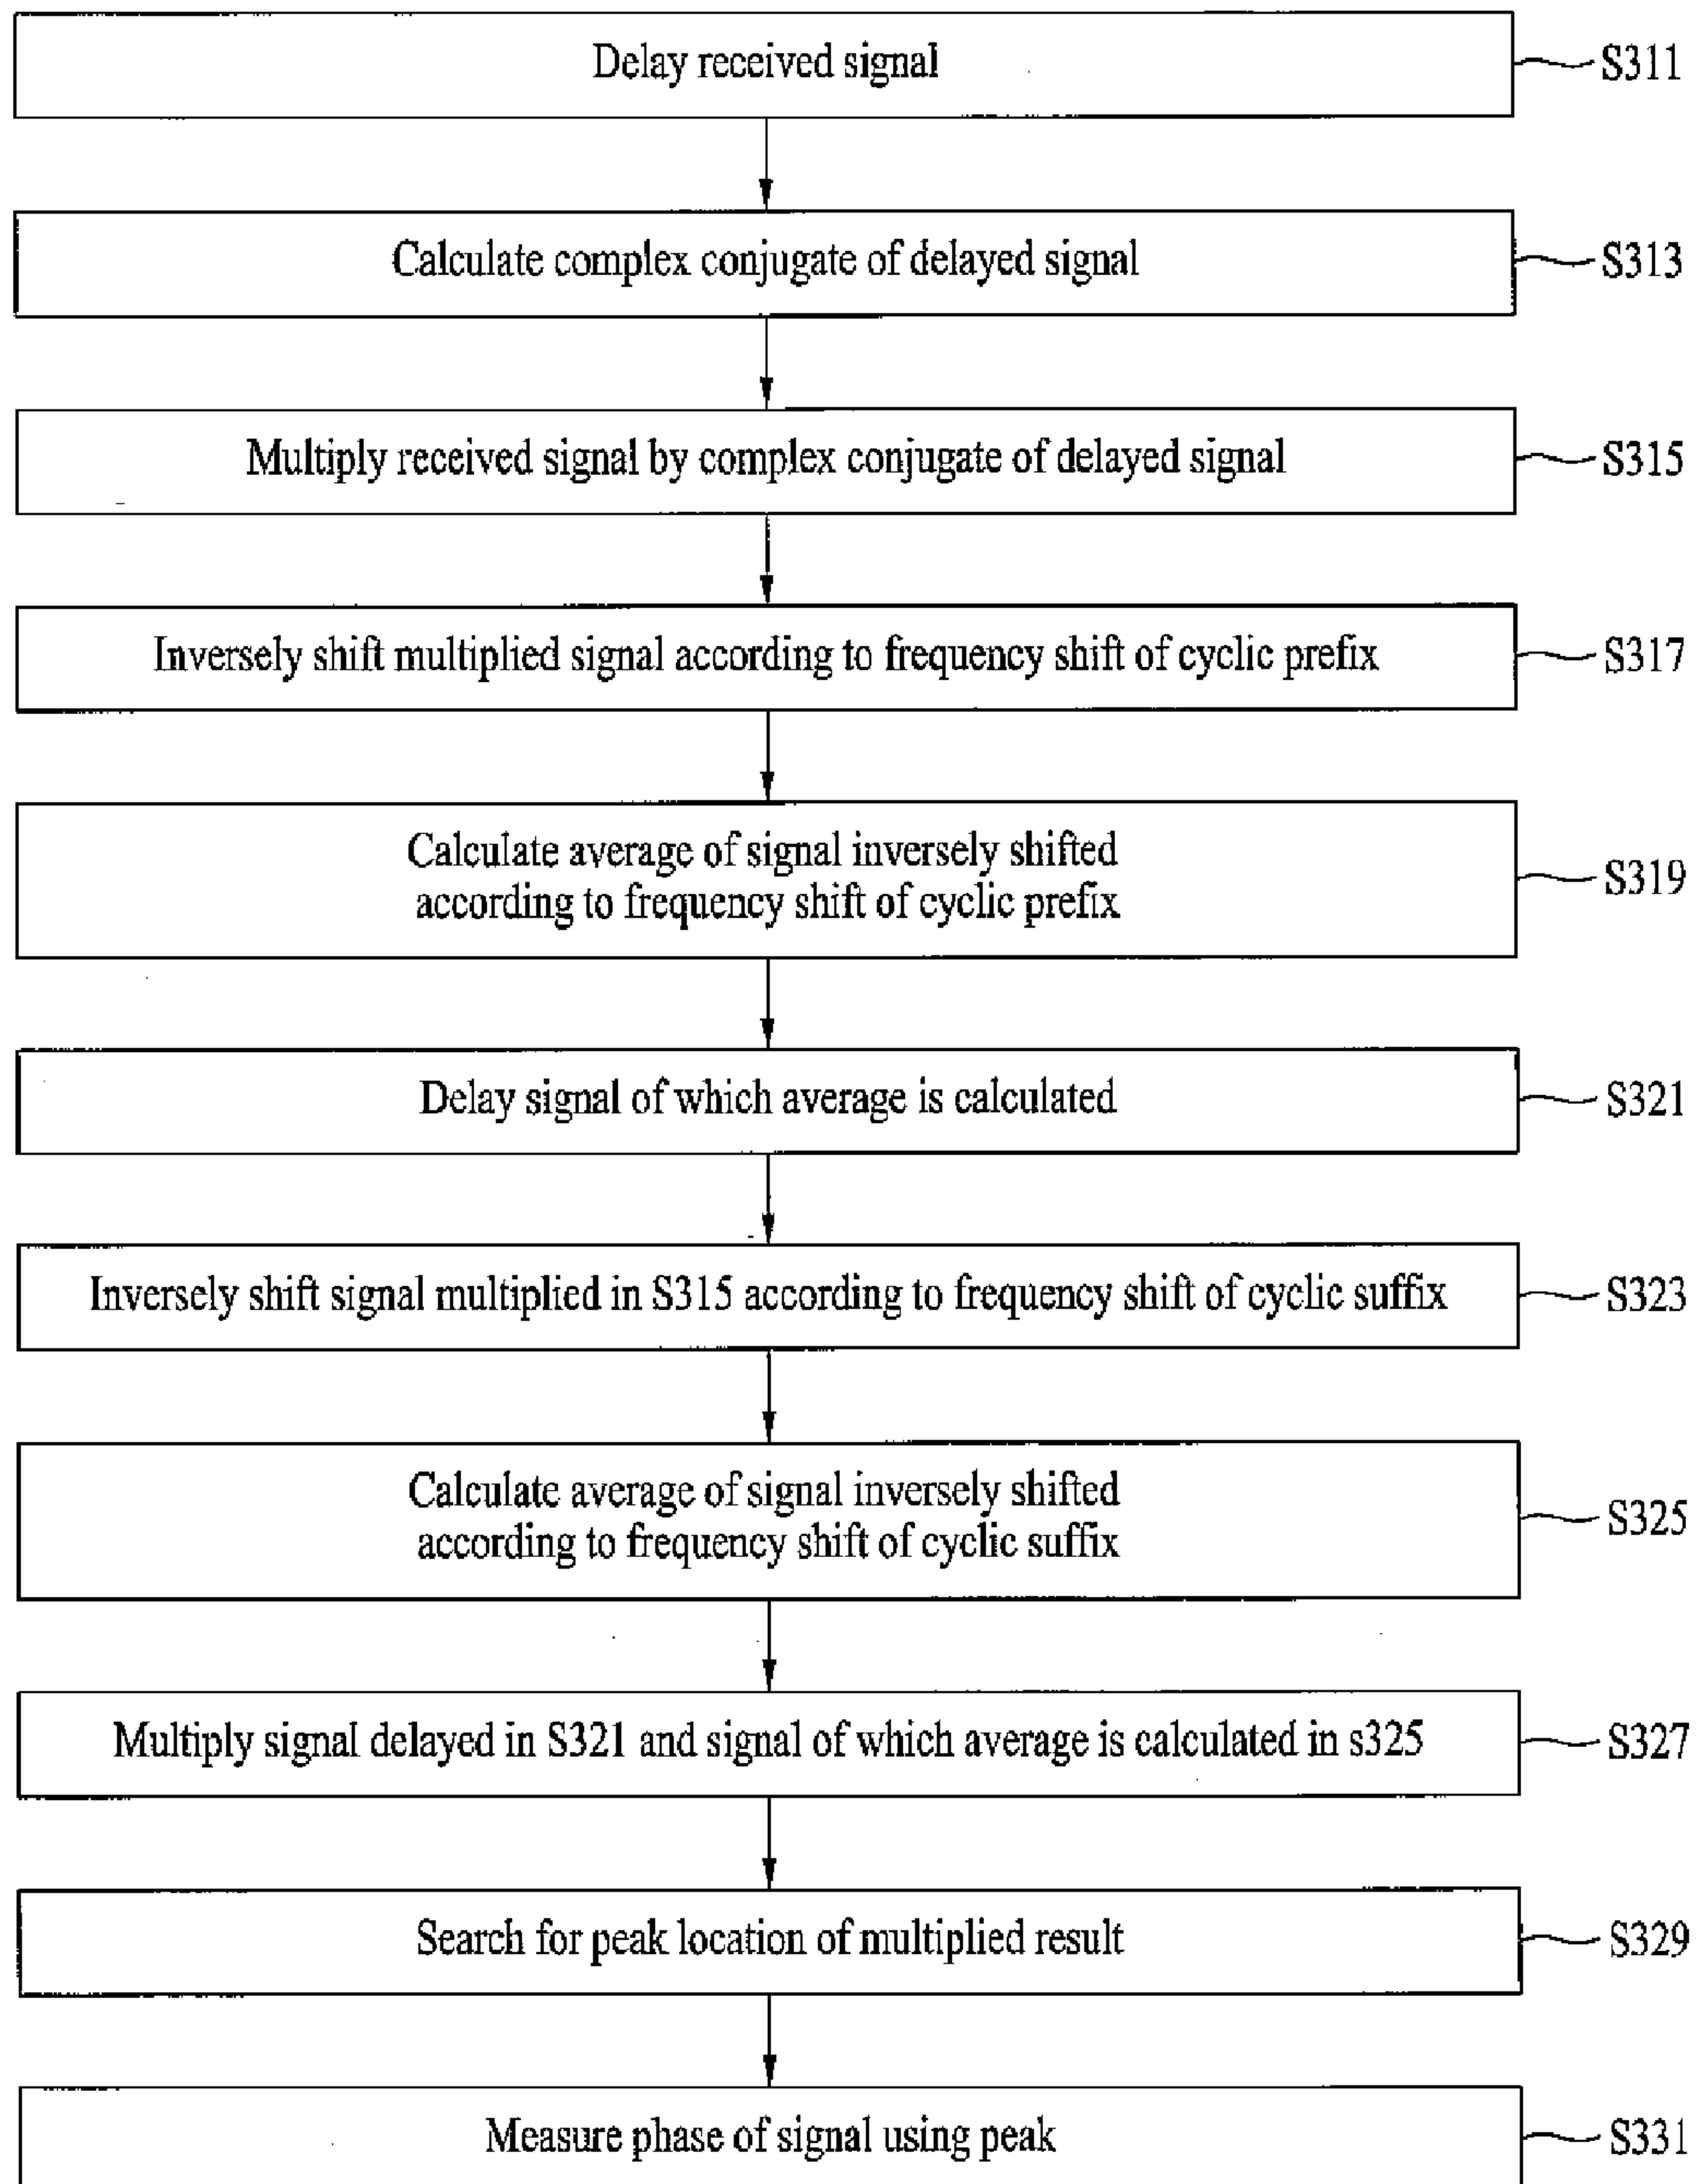 Delay received signal
S311
Calculate complex conjugate of delayed signal
S313
Multiply received signal by complex conjugate of delayed signal
S315
Inversely shift multiplied signal according to frequency shift of cyclic prefix
S317
Calculate average of signal inversely shifted
according to frequency shift of cyclic prefix
S319
Delay signal of which average is calculated
S321
Inversely shift signal multiplied in S315 according to frequency shift of cyclic suffix
S323
Calculate average of signal inversely shifted
according to frequency shift of cyclic suffix
S325
Multiply signal delayed in S321 and signal of which average is calculated in s325
S327
Search for peak location of multiplied result
S329
Measure phase of signal using peak
S331